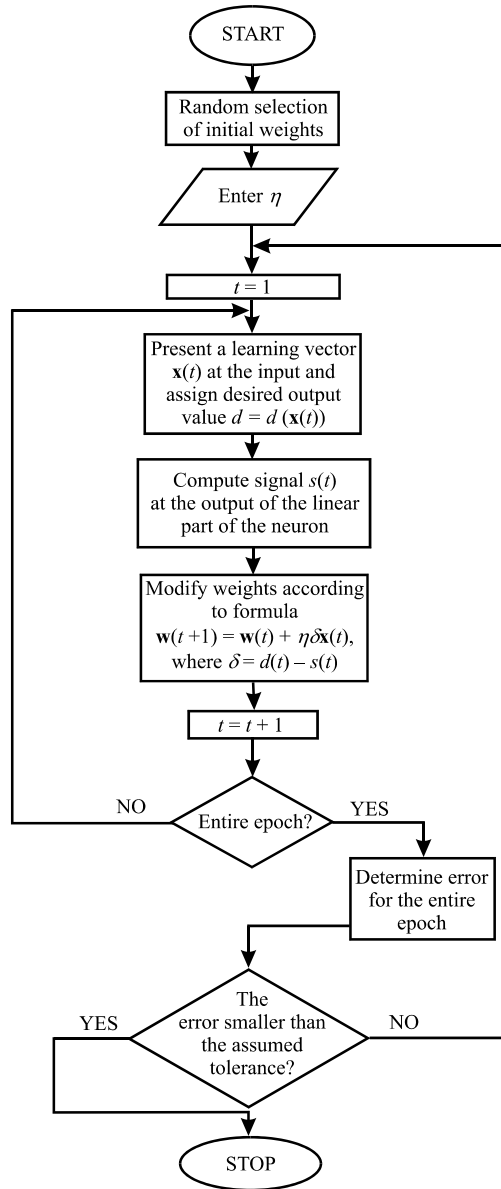 START
Random selection
of initial weights
Enter η
t = 1
Present a learning vector
x(t) at the input and
assign desired output
value d = d (x(t))
Compute signal s(t)
at the output of the linear
part of the neuron
Modify weights according
to formula
w(t +1) = w(t) + ηδx(t),
where δ = d(t) – s(t)
t = t + 1
NO
Entire epoch?
YES
Determine error
for the entire
epoch
YES
The
error smaller than
the assumed
tolerance?
NO
STOP